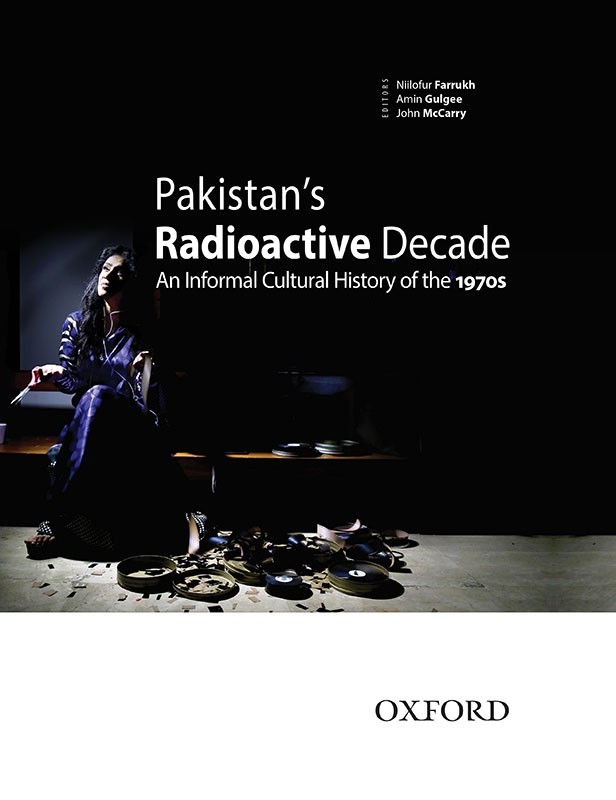 EDITORS
Niilofur Farrukh
Amin Gulgee
John McCarry
Pakistan's
Radioactive Decade
An Informal Cultural History of the 1970s
OXFORD